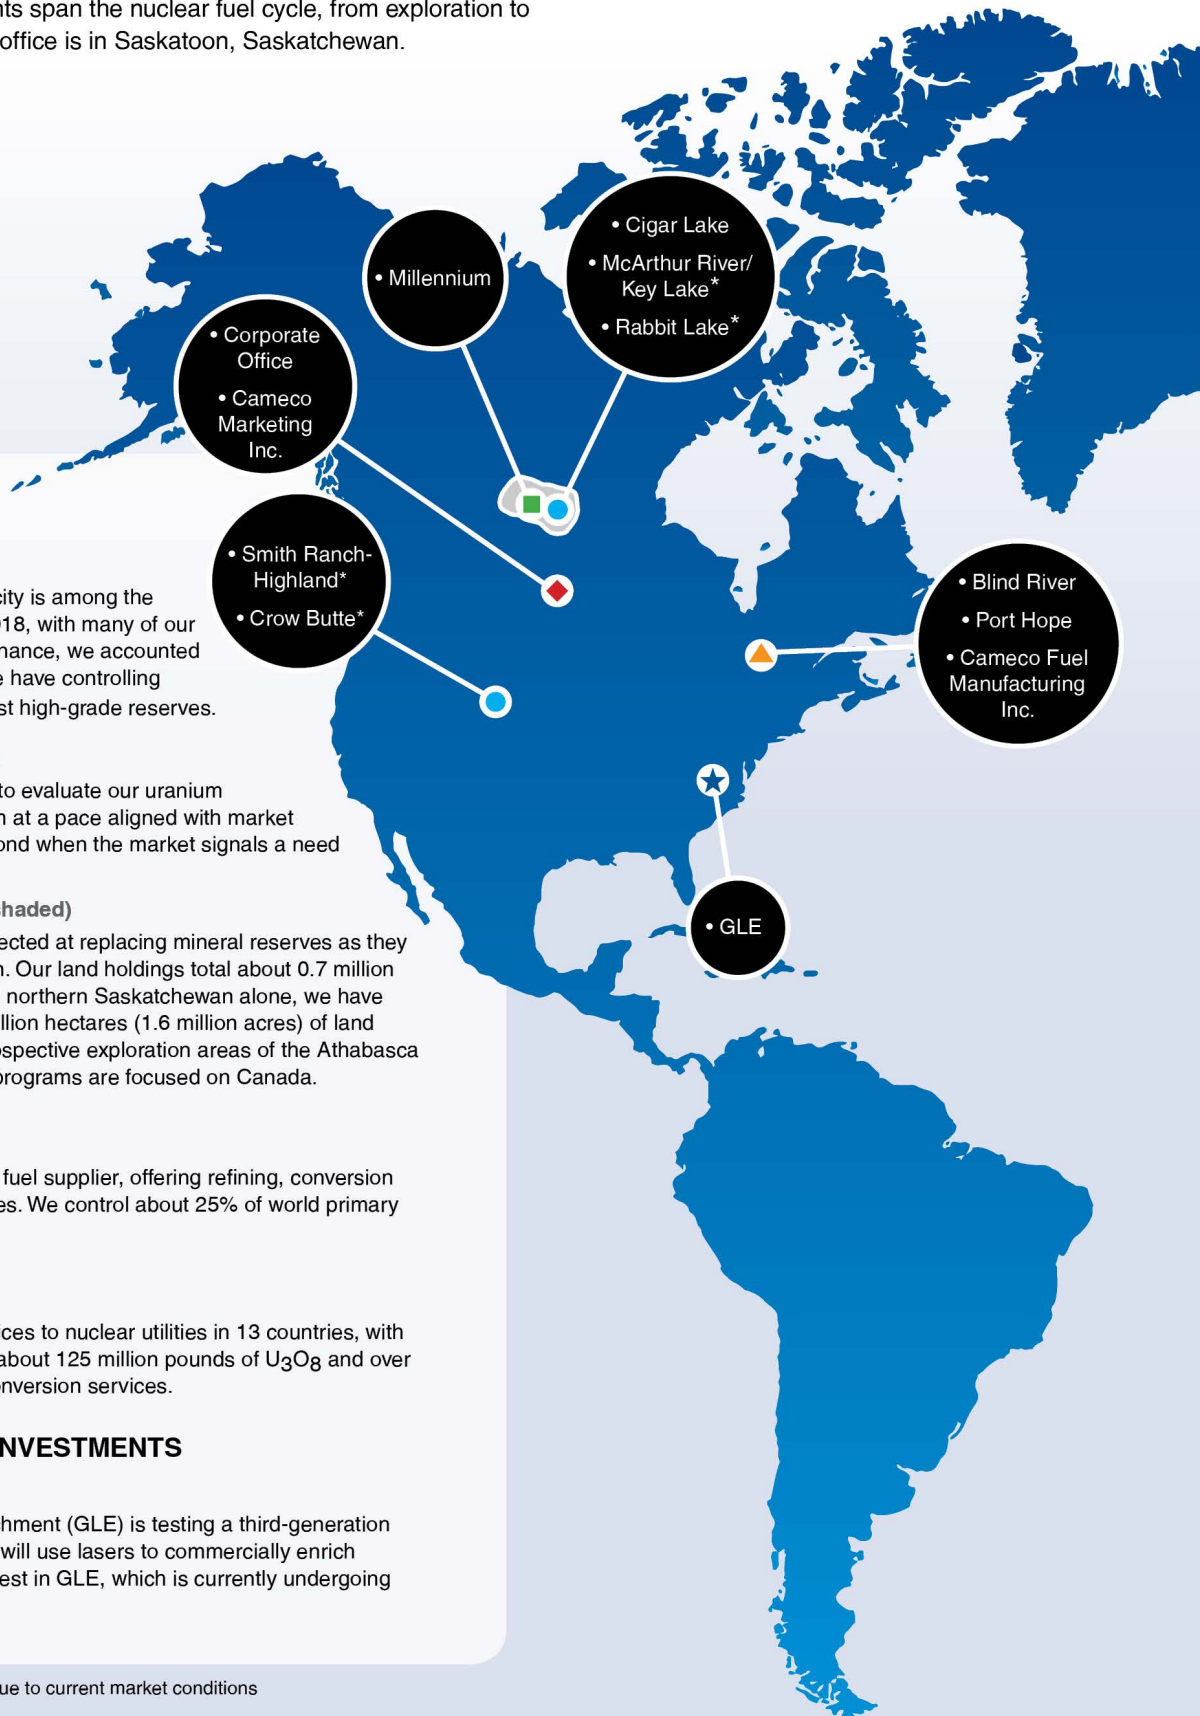 nts span the nuclear fuel cycle, from exploration to
office is in Saskatoon, Saskatchewan.
• Cigar Lake
• McArthur River/
Key Lake*
• Rabbit Lake*
• Millennium
• Corporate
Office
• Cameco
Marketing
Inc.
• Smith Ranch-
Highland*
• Crow Butte*
• Blind River
• Port Hope
• Cameco Fuel
Manufacturing
Inc.
• GLE
city is among the
18, with many of our
nance, we accounted
e have controlling
st high-grade reserves.
to evaluate our uranium
n at a pace aligned with market
ond when the market signals a need
shaded)
ected at replacing mineral reserves as they
n. Our land holdings total about 0.7 million
northern Saskatchewan alone, we have
llion hectares (1.6 million acres) of land
ospective exploration areas of the Athabasca
programs are focused on Canada.
fuel supplier, offering refining, conversion
es. We control about 25% of world primary
ices to nuclear utilities in 13 countries, with
about 125 million pounds of U3O8 and over
onversion services.
NVESTMENTS
chment (GLE) is testing a third-generation
will use lasers to commercially enrich
est in GLE, which is currently undergoing
ue to current market conditions